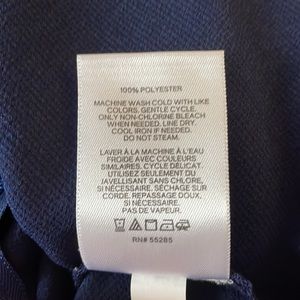 100% POLYESTER
MACHINE WASH COLD WITH LIKE
COLORS, GENTLE CYCLE.
ONLY NON-CHLORINE BLEACH
WHEN NEEDED. LINE DRY.
COOL IRON IF NEEDED.
DO NOT STEAM.
LAVER À LA MACHINE À L'EAU
FROIDE AVEC COULEURS
SIMILAIRES, CYCLE DÉLICAT.
UTILISEZ SEULEMENT DU
JAVELLISANT SANS CHLORE,
SI NÉCESSAIRE. SÉCHAGE SUR
CORDE. REPASSAGE DOUX,
SI NÉCESSAIRE.
PAS DE VAPEUR.
RN# 55285